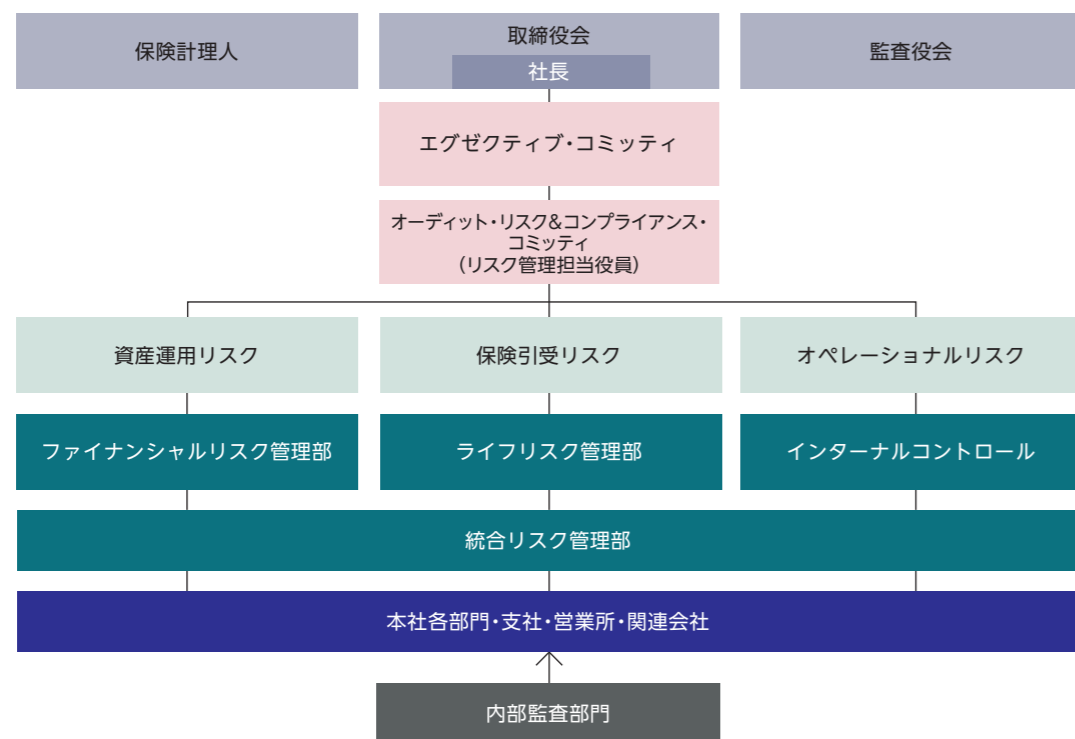 保険計理人
取締役会
社長
監査役会
エグゼクティブ・コミッティ
オーディット・リスク&コンプライアンス・
コミッティ
(リスク管理担当役員)
資産運用リスク
保険引受リスク
オペレーショナルリスク
ファイナンシャルリスク管理部
ライフリスク管理部
インターナルコントロール
統合リスク管理部
本社各部門・支社・営業所・関連会社
内部監査部門